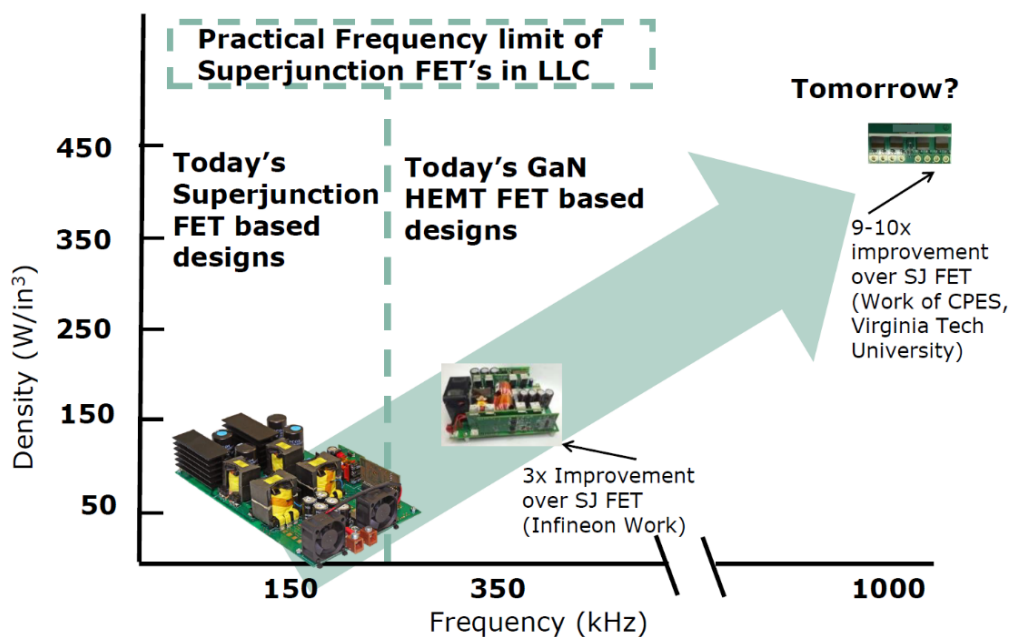 Practical Frequency limit of
Superjunction FET's in LLC
Tomorrow?
450
350
250
150
50
Density (W/in³)
Today's
Superjunction
FET based
designs
Today's GaN
HEMT FET based
designs
9-10x
improvement
over SJ FET
(Work of CPES,
Virginia Tech
University)
3x Improvement
over SJ FET
(Infineon Work)
150
350
1000
Frequency (kHz)